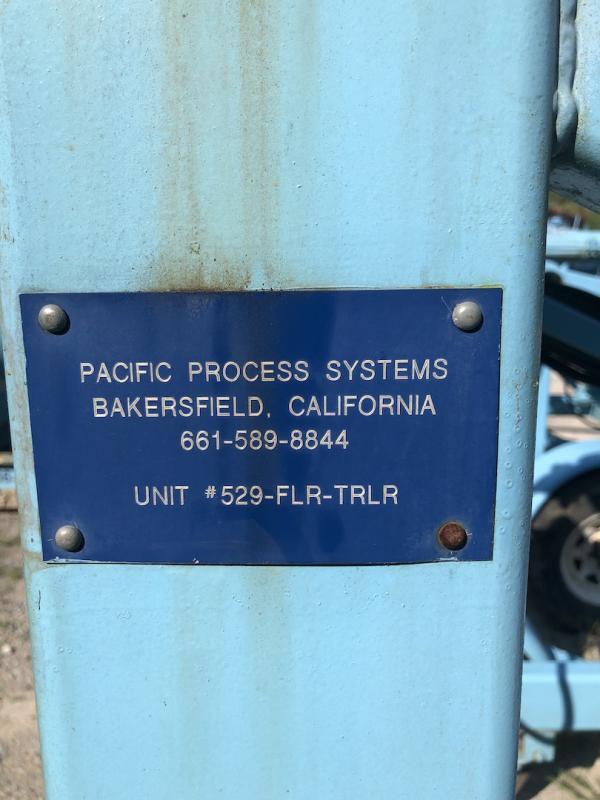 PACIFIC PROCESS SYSTEMS
BAKERSFIELD, CALIFORNIA
661-589-8844
UNIT #529-FLR-TRLR